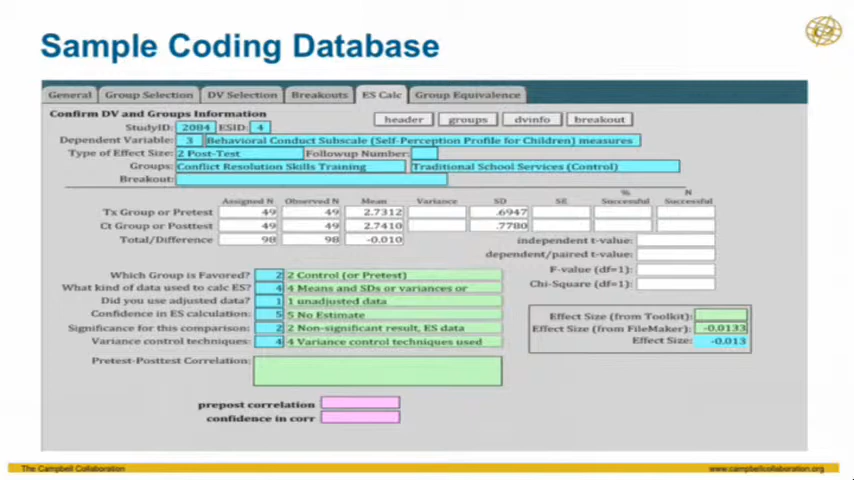 Sample Coding Database
General Group Selection DV Selection Breakouts ES Calc Group Equivalence
Confirm DV and Groups Information
header groups dvinfo breakout
StudyID: 2084 ESID: 4
Dependent Variable: 3 Behavioral Conduct Subscale (Self-Perception Profile for Children) measures
Type of Effect Size: 2 Post-Test Followup Number:
Groups: Conflict Resolution Skills Training Traditional School Services (Control)
Breakout:
Assigned N Observed N Mean Variance SD SE % Successful N Successful
Tx Group or Pretest 49 49 2.7312 .6947
Ct Group or Posttest 49 49 2.7410 .7780
Total/Difference 98 98 -0.010
independent t-value:
dependent/paired t-value:
F-value (df=1):
Chi-Square (df=1):
Which Group is Favored? 2 2 Control (or Pretest)
What kind of data used to calc ES? 4 4 Means and SDs or variances or
Did you use adjusted data? 1 1 unadjusted data
Confidence in ES calculation: 5 5 No Estimate
Significance for this comparison: 2 2 Non-significant result, ES data
Variance control techniques: 4 4 Variance control techniques used
Effect Size (from Toolkit):
Effect Size (from FileMaker): -0.0133
Effect Size: -0.013
Pretest-Posttest Correlation:
prepost correlation
confidence in corr
The Campbell Collaboration www.campbellcollaboration.org